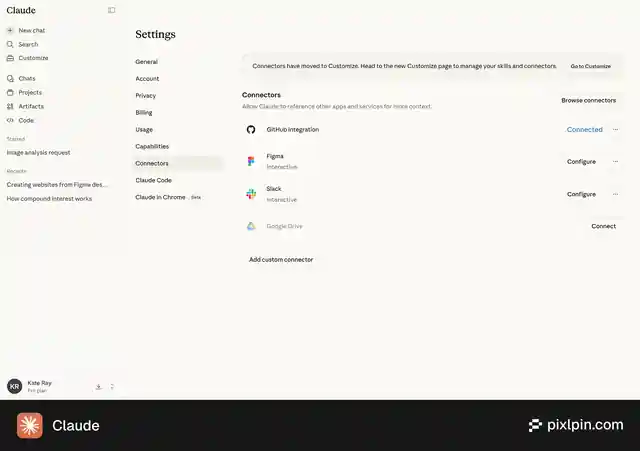 Claude
New chat
Search
Customize
Chats
Projects
Artifacts
Code
Starred
Image analysis request
Recents
Creating websites from Figma des...
How compound interest works
KR
Kate Ray
Pro plan
Settings
General
Account
Privacy
Billing
Usage
Capabilities
Connectors
Claude Code
Claude in Chrome Beta
Connectors have moved to Customize. Head to the new Customize page to manage your skills and connectors.
Go to Customize
Connectors
Allow Claude to reference other apps and services for more context.
Browse connectors
GitHub integration
Connected
Figma
Interactive
Configure
Slack
Interactive
Configure
Google Drive
Connect
Add custom connector
Claude
pixlpin.com